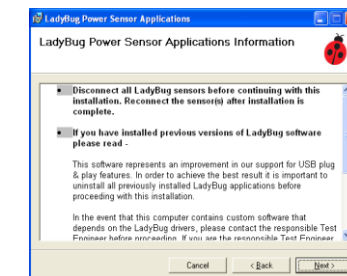 LadyBug Power Sensor Applications
LadyBug Power Sensor Applications Information
Disconnect all LadyBug sensors before continuing with this
installation. Reconnect the sensor(s) after installation is
complete.
If you have installed previous versions of LadyBug software
please read -
This software represents an improvement in our support for USB plug
& play features. In order to achieve the best result it is important to
uninstall all previously installed LadyBug applications before
proceeding with this installation.
In the event that this computer contains custom software that
depends on the LadyBug drivers, please contact the responsible Test
Engineer before proceeding. If you are the responsible Test Engineer
Cancel
< Back
Next >